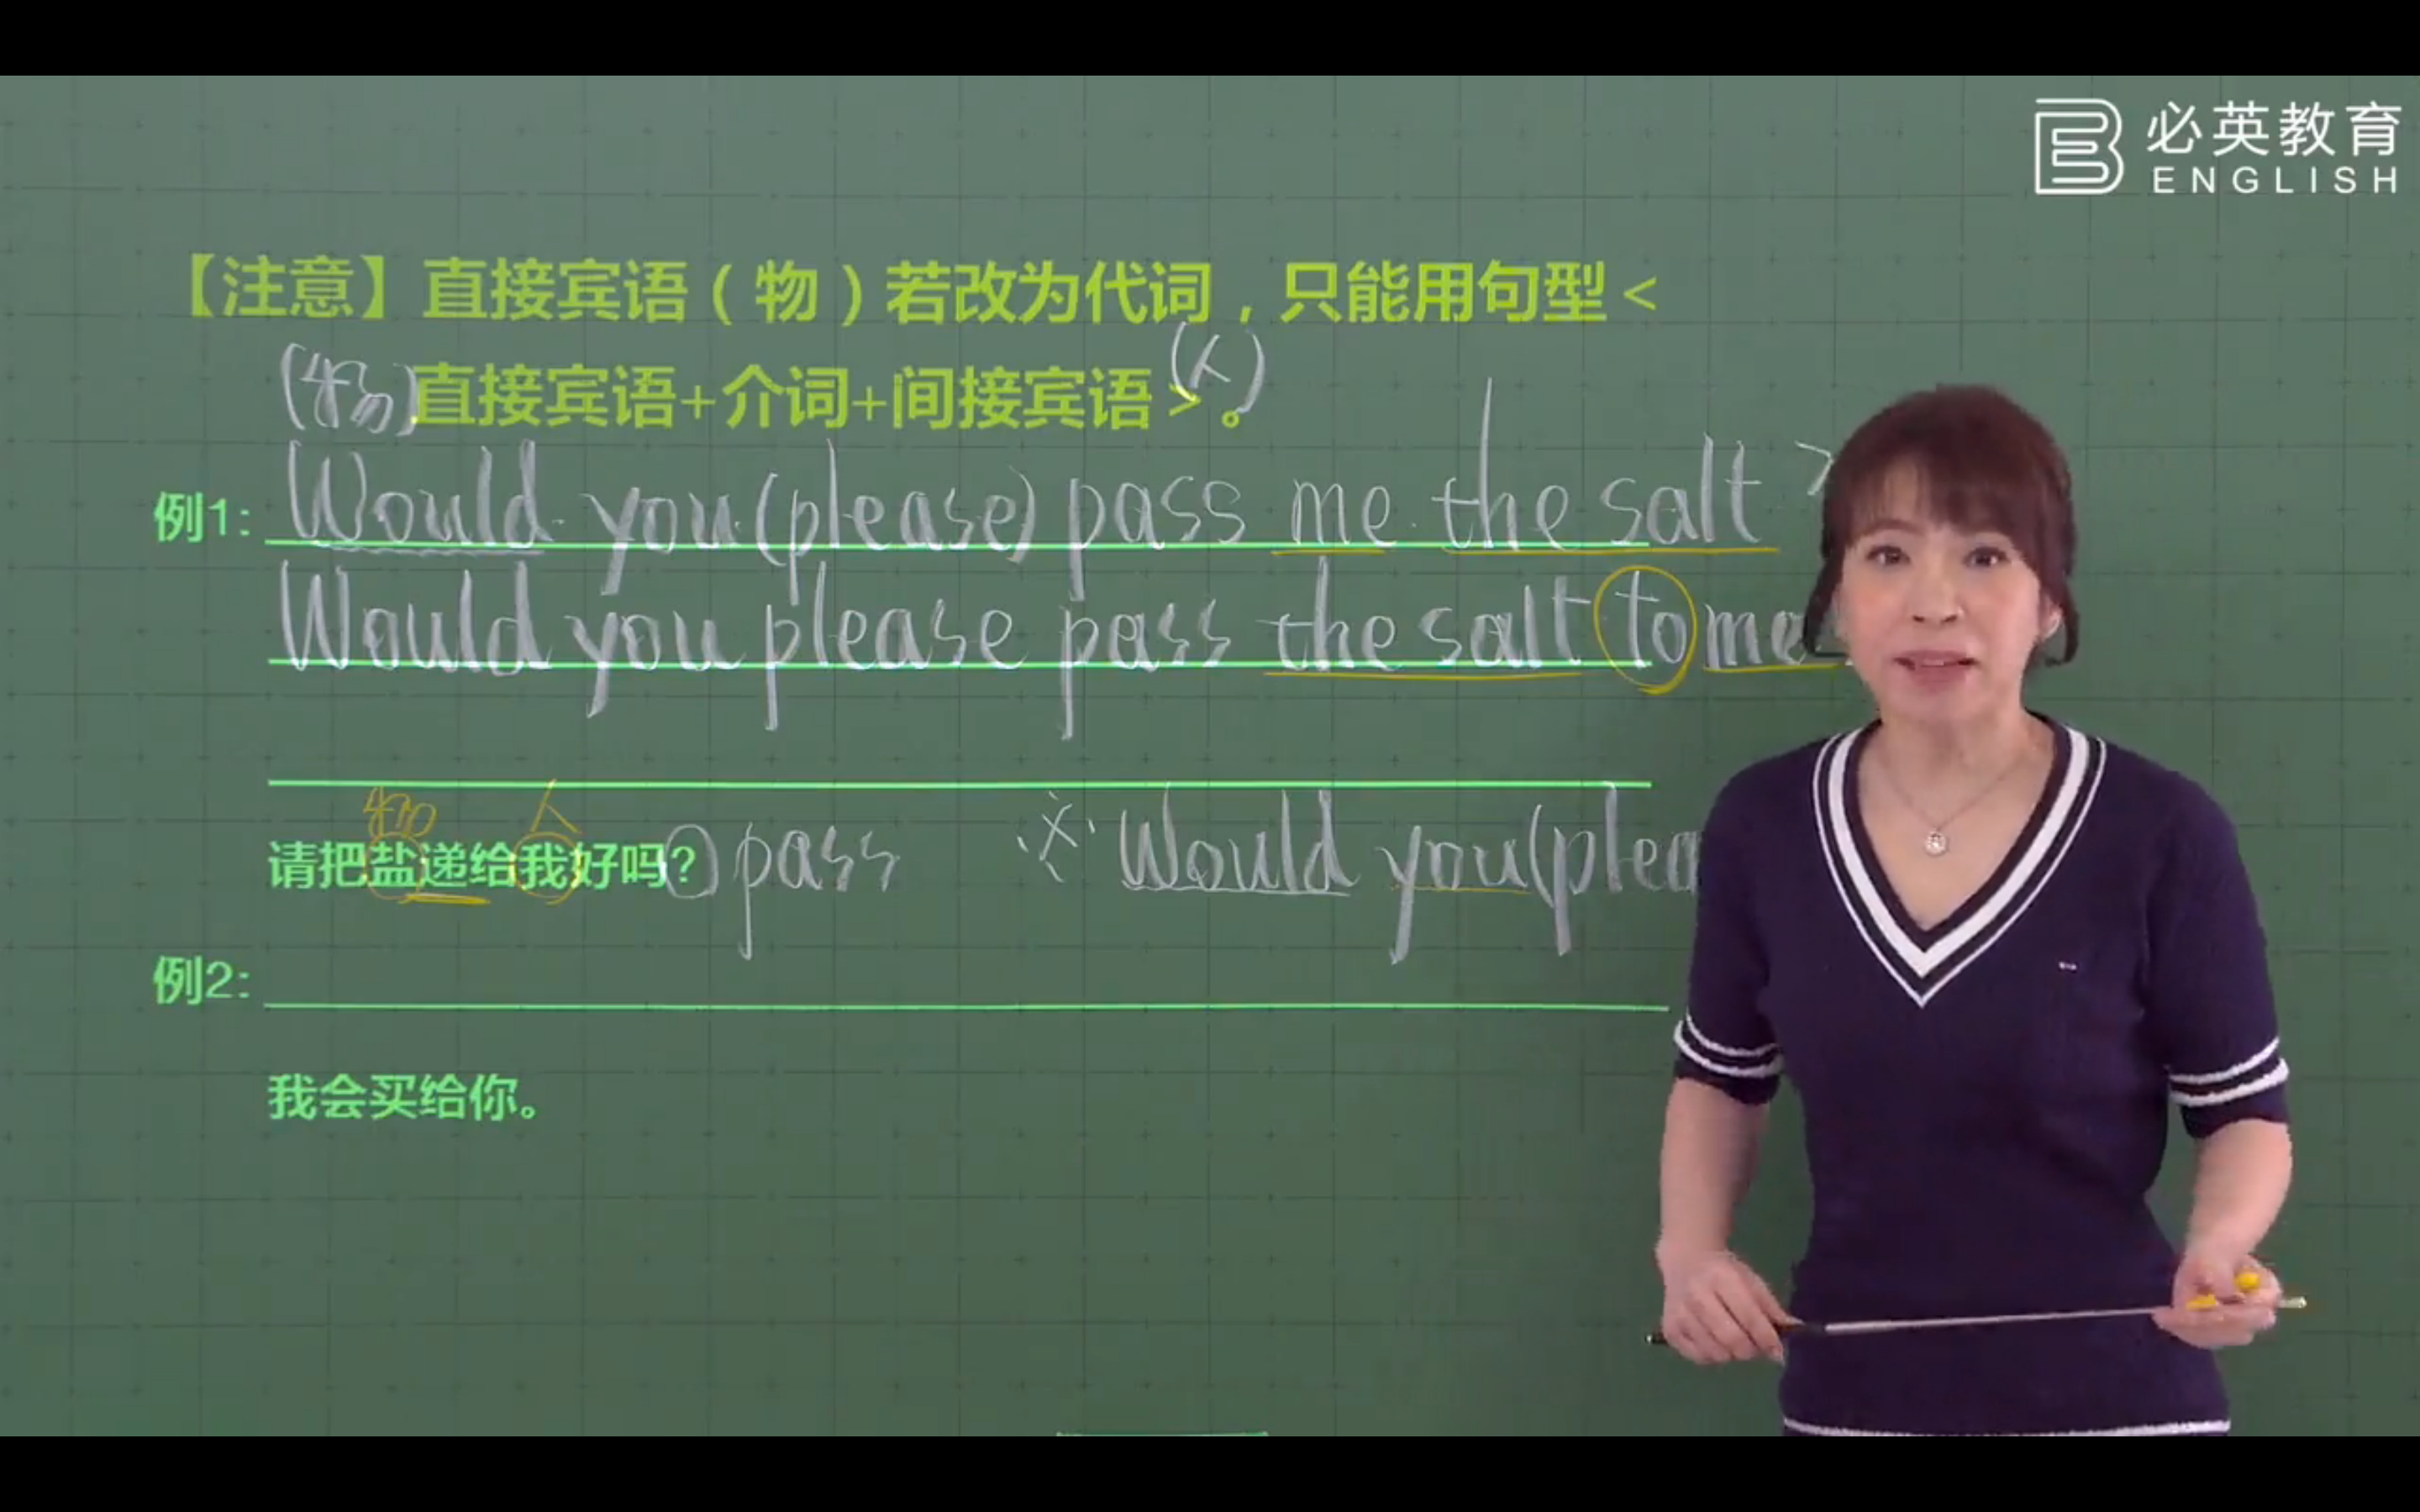 必英教育
ENGLISH
【注意】直接宾语(物)若改为代词,只能用句型<
(物)直接宾语+介词+间接宾语>。(人)
例1: Would you (please) pass me the salt ?
Would you please pass the salt to me
物 人
请把盐递给我好吗? pass ※ Would you (plea
例2:
我会买给你。